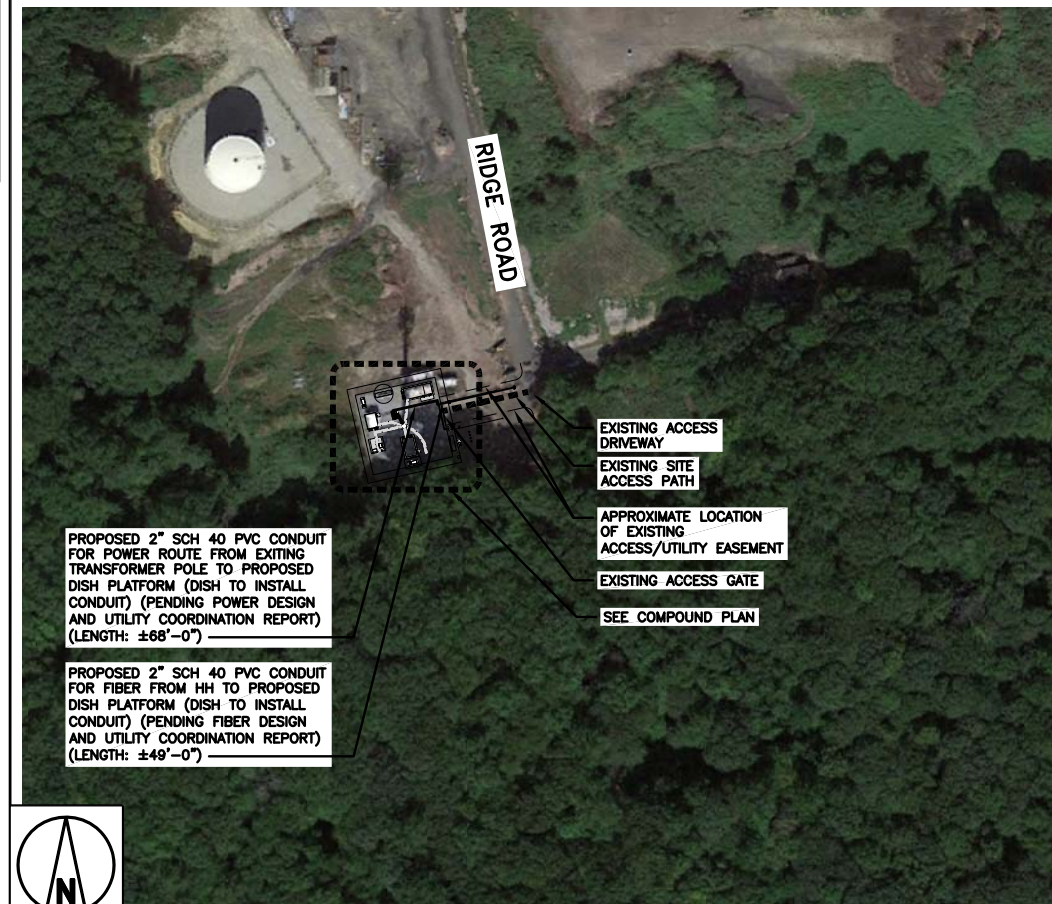 RIDGE ROAD
EXISTING ACCESS
DRIVEWAY
EXISTING SITE
ACCESS PATH
APPROXIMATE LOCATION
OF EXISTING
ACCESS/UTILITY EASEMENT
EXISTING ACCESS GATE
SEE COMPOUND PLAN
PROPOSED 2" SCH 40 PVC CONDUIT
FOR POWER ROUTE FROM EXITING
TRANSFORMER POLE TO PROPOSED
DISH PLATFORM (DISH TO INSTALL
CONDUIT) (PENDING POWER DESIGN
AND UTILITY COORDINATION REPORT)
(LENGTH: ±68'-0")
PROPOSED 2" SCH 40 PVC CONDUIT
FOR FIBER FROM HH TO PROPOSED
DISH PLATFORM (DISH TO INSTALL
CONDUIT) (PENDING FIBER DESIGN
AND UTILITY COORDINATION REPORT)
(LENGTH: ±49'-0")
N